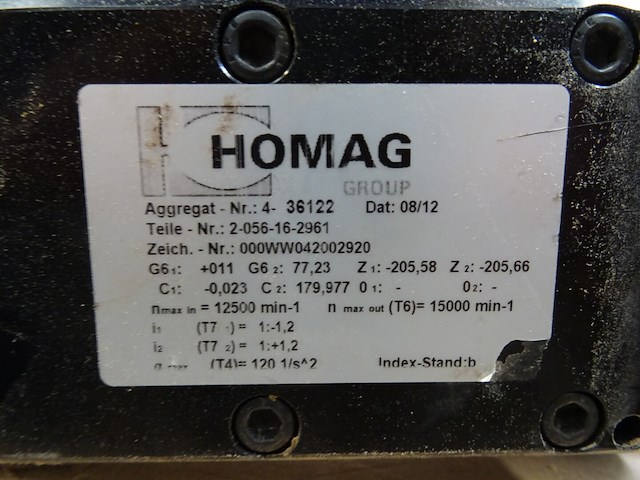 HOMAG
GROUP
Aggregat - Nr.: 4- 36122 Dat: 08/12
Teile - Nr.: 2-056-16-2961
Zeich. - Nr.: 000WW042002920
G6 1: +011 G6 2: 77,23 Z 1: -205,58 Z 2: -205,66
C 1: -0,023 C 2: 179,977 0 1: - 0 2: -
n max in = 12500 min-1 n max out (T6)= 15000 min-1
i1 (T7 1) = 1:-1,2
i2 (T7 2) = 1:+1,2
max (T4)= 120 1/s^2 Index-Stand:b